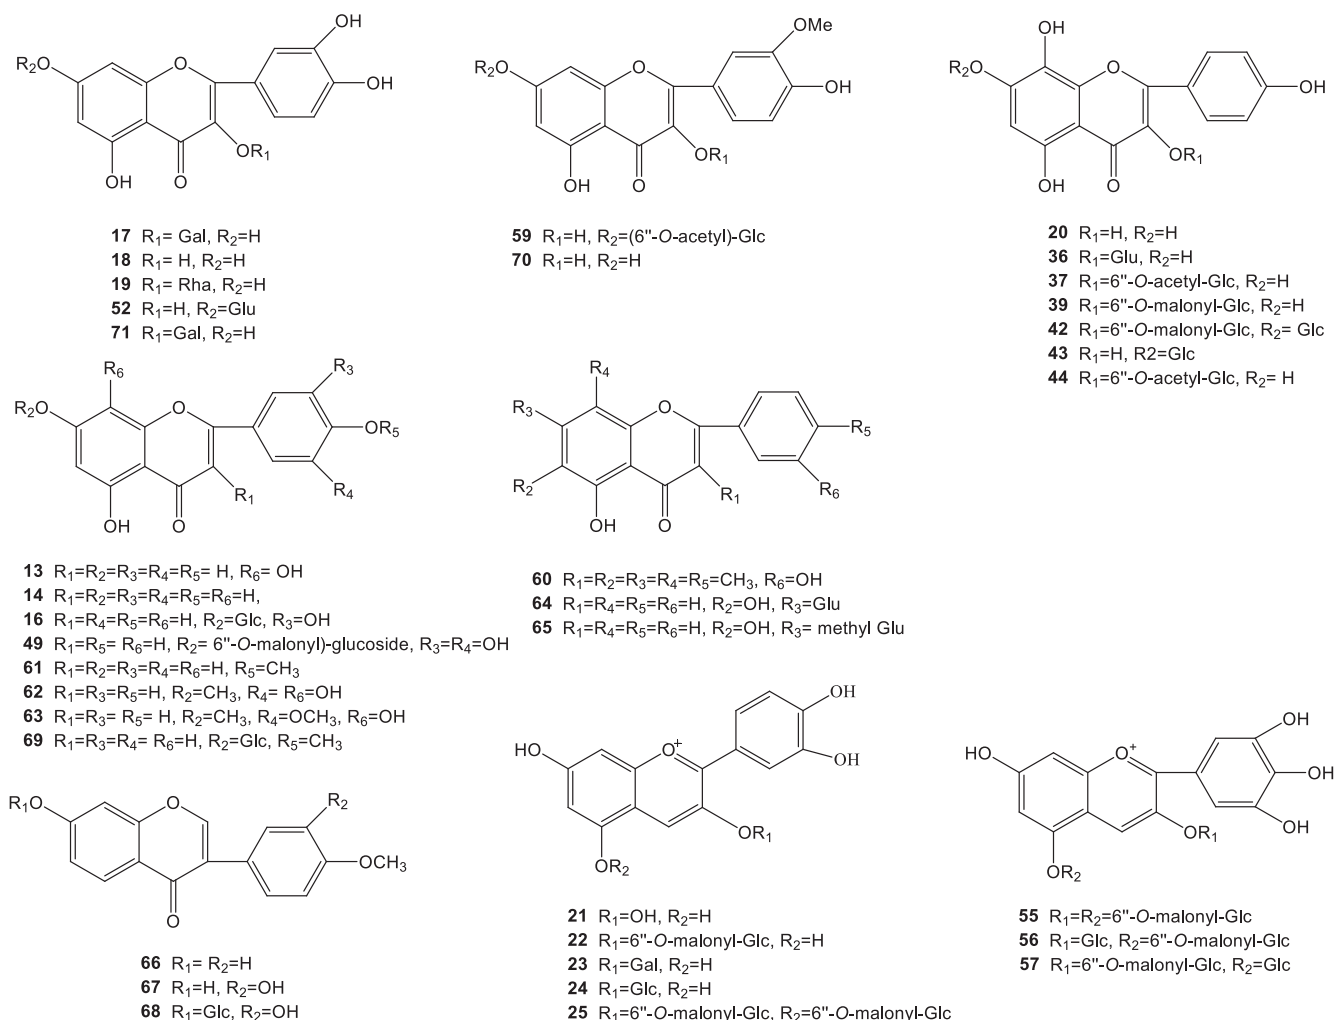 OH
R2O
O
OH
OR1
OH
O
17 R1= Gal, R2=H
18 R1= H, R2=H
19 R1= Rha, R2=H
52 R1=H, R2=Glu
71 R1=Gal, R2=H
OMe
R2O
O
OH
OR1
OH
O
59 R1=H, R2=(6"-O-acetyl)-Glc
70 R1=H, R2=H
OH
R2O
O
OH
OR1
OH
O
20 R1=H, R2=H
36 R1=Glu, R2=H
37 R1=6"-O-acetyl-Glc, R2=H
39 R1=6"-O-malonyl-Glc, R2=H
42 R1=6"-O-malonyl-Glc, R2= Glc
43 R1=H, R2=Glc
44 R1=6"-O-acetyl-Glc, R2= H
R6
R3
R2O
O
OR5
R1
R4
OH
O
13 R1=R2=R3=R4=R5= H, R6= OH
14 R1=R2=R3=R4=R5=R6=H,
16 R1=R4=R5=R6=H, R2=Glc, R3=OH
49 R1=R5= R6=H, R2= 6"-O-malonyl)-glucoside, R3=R4=OH
61 R1=R2=R3=R4=R6=H, R5=CH3
62 R1=R3=R5=H, R2=CH3, R4= R6=OH
63 R1=R3= R5= H, R2=CH3, R4=OCH3, R6=OH
69 R1=R3=R4= R6=H, R2=Glc, R5=CH3
R4
R3
O
R5
R2
R1
R6
OH
O
60 R1=R2=R3=R4=R5=CH3, R6=OH
64 R1=R4=R5=R6=H, R2=OH, R3=Glu
65 R1=R4=R5=R6=H, R2=OH, R3= methyl Glu
R1O
O
R2
OCH3
O
66 R1= R2=H
67 R1=H, R2=OH
68 R1=Glc, R2=OH
OH
HO
O+
OH
OR1
OR2
21 R1=OH, R2=H
22 R1=6"-O-malonyl-Glc, R2=H
23 R1=Gal, R2=H
24 R1=Glc, R2=H
25 R1=6"-O-malonyl-Glc, R2=6"-O-malonyl-Glc
OH
HO
O+
OH
OR1
OH
OR2
55 R1=R2=6"-O-malonyl-Glc
56 R1=Glc, R2=6"-O-malonyl-Glc
57 R1=6"-O-malonyl-Glc, R2=Glc